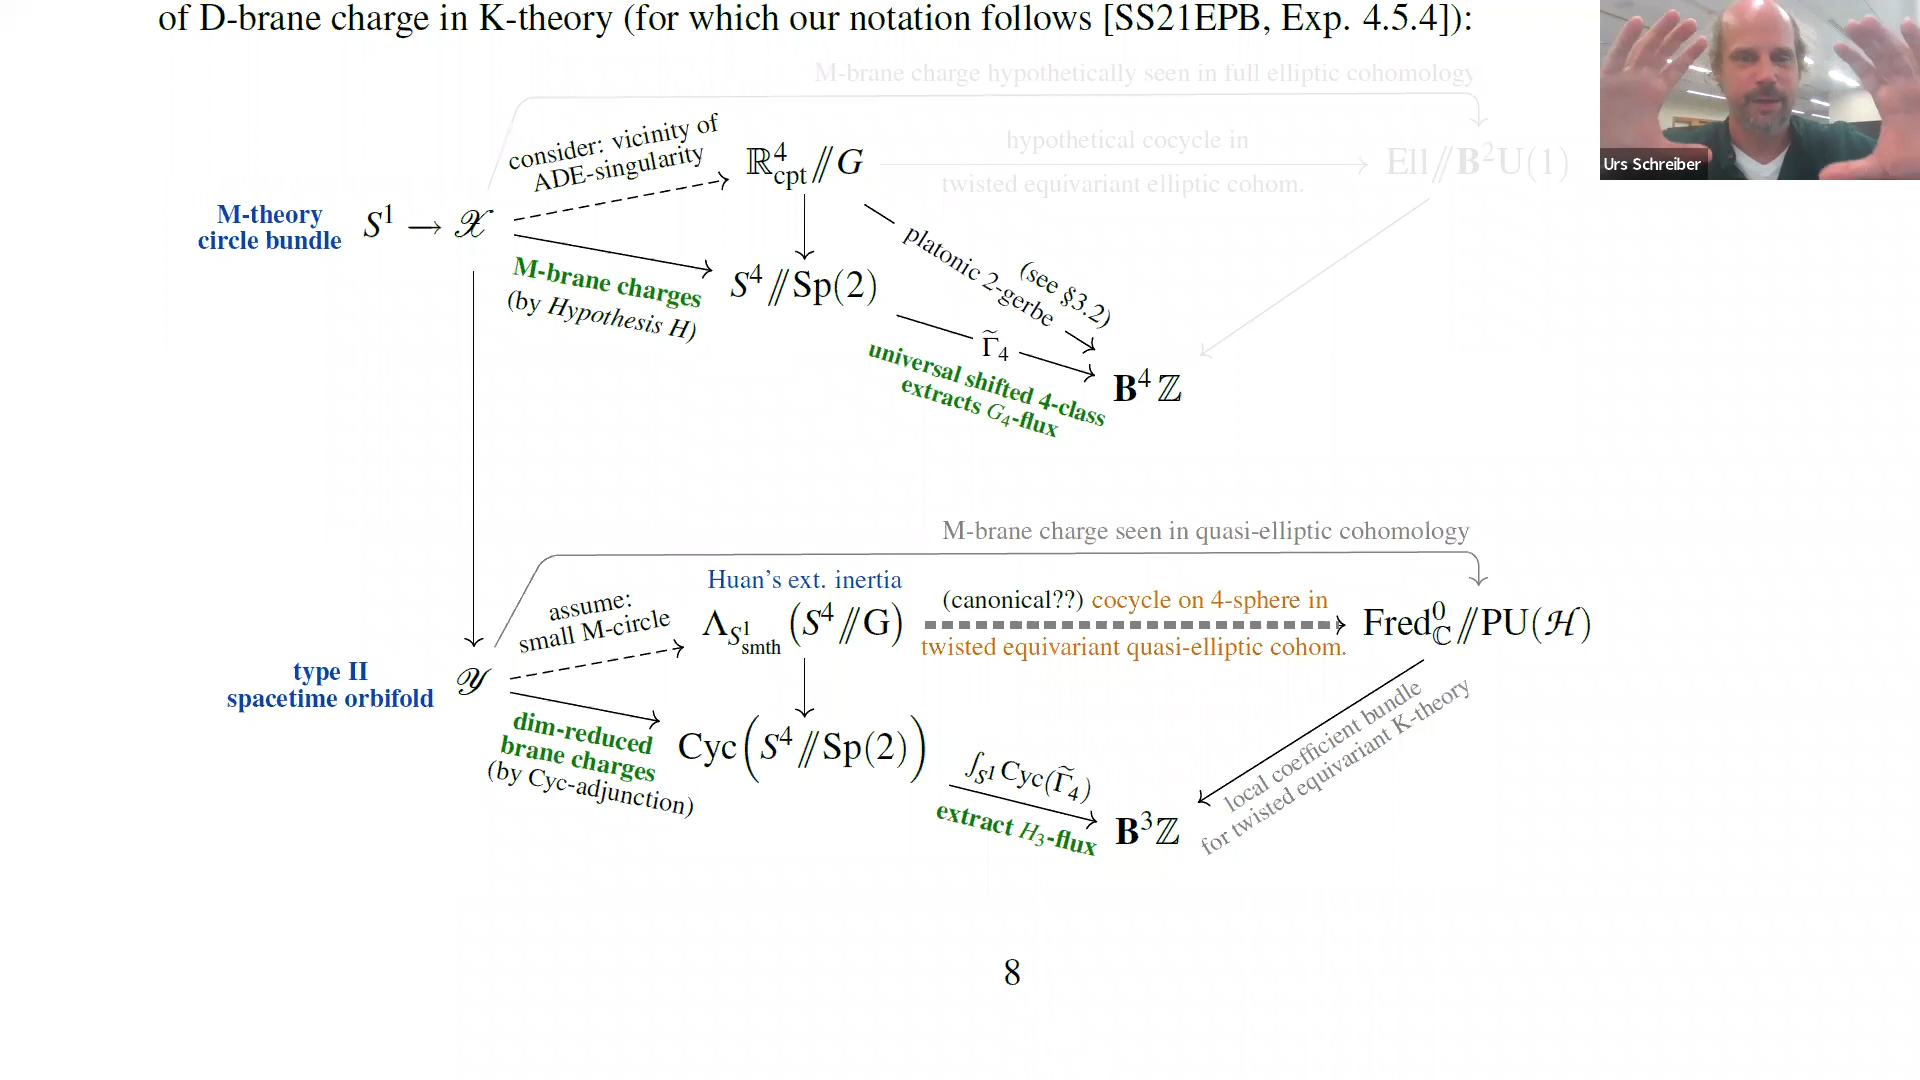 of D-brane charge in K-theory (for which our notation follows [SS21EPB, Exp. 4.5.4]):
M-brane charge hypothetically seen in full elliptic cohomology
consider: vicinity of
ADE-singularity
ℝ⁴cpt ⫽ G
hypothetical cocycle in
twisted equivariant elliptic cohom.
Ell⫽B²U(1)
Urs Schreiber
M-theory
circle bundle
S¹ → 𝒳
M-brane charges
(by Hypothesis H)
S⁴⫽Sp(2)
platonic 2-gerbe
(see §3.2)
Γ̃₄
universal shifted 4-class
extracts G₄-flux
B⁴ℤ
M-brane charge seen in quasi-elliptic cohomology
Huan's ext. inertia
assume:
small M-circle
Λ_{S¹_smth}(S⁴⫽G)
(canonical??) cocycle on 4-sphere in
twisted equivariant quasi-elliptic cohom.
Fred⁰_ℂ⫽PU(ℋ)
type II
spacetime orbifold
𝒴
dim-reduced
brane charges
(by Cyc-adjunction)
Cyc(S⁴⫽Sp(2))
∫_{S¹} Cyc(Γ̃₄)
extract H₃-flux
B³ℤ
local coefficient bundle
for twisted equivariant K-theory
8